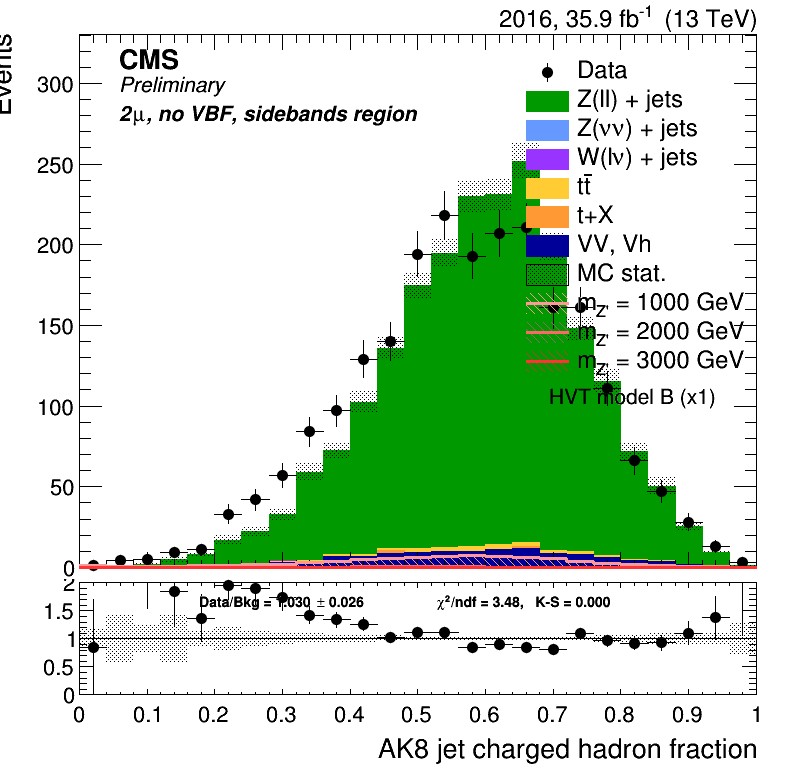 2016, 35.9 fb⁻¹ (13 TeV)
Events
CMS
Preliminary
2μ, no VBF, sidebands region
Data
Z(ll) + jets
Z(νν) + jets
W(lν) + jets
tt̄
t+X
VV, Vh
MC stat.
m_Z' = 1000 GeV
m_Z' = 2000 GeV
m_Z' = 3000 GeV
HVT model B (x1)
300
250
200
150
100
50
0
Data/Bkg = 1.030 ± 0.026 χ²/ndf = 3.48, K-S = 0.000
2
1.5
1
0.5
0
0 0.1 0.2 0.3 0.4 0.5 0.6 0.7 0.8 0.9 1
AK8 jet charged hadron fraction